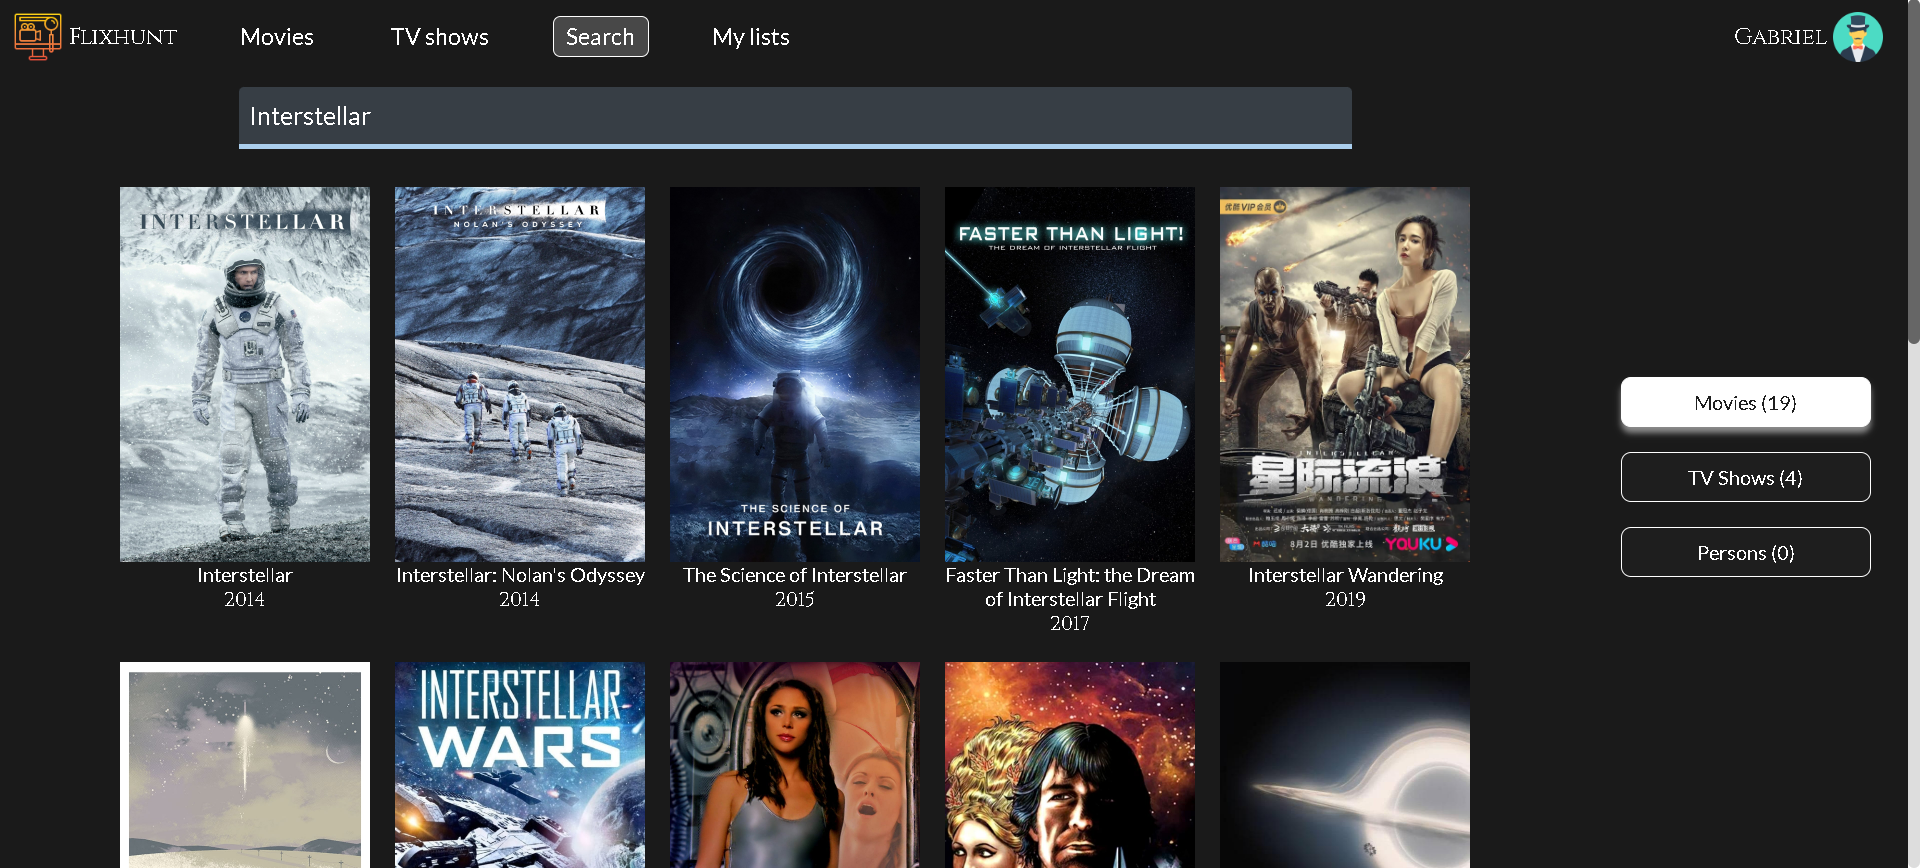 FLIXHUNT
Movies
TV shows
Search
My lists
GABRIEL
Interstellar
INTERSTELLAR
INTERSTELLAR
NOLAN'S ODYSSEY
THE SCIENCE OF
INTERSTELLAR
FASTER THAN LIGHT!
THE DREAM OF INTERSTELLAR FLIGHT
优酷VIP会员
INTERSTELLAR
星际流浪
WANDERING
8月2日 优酷独家上线
YOUKU
Interstellar
2014
Interstellar: Nolan's Odyssey
2014
The Science of Interstellar
2015
Faster Than Light: the Dream
of Interstellar Flight
2017
Interstellar Wandering
2019
Movies (19)
TV Shows (4)
Persons (0)
INTERSTELLAR
WARS